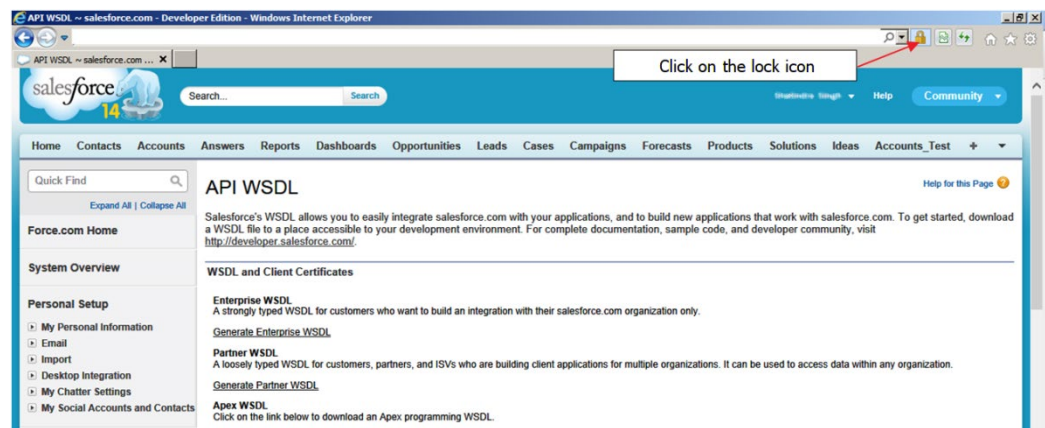 API WSDL ~ salesforce.com - Developer Edition - Windows Internet Explorer
API WSDL ~ salesforce.com ... X
Click on the lock icon
salesforce
14
Search...
Search
Help
Community
Home Contacts Accounts Answers Reports Dashboards Opportunities Leads Cases Campaigns Forecasts Products Solutions Ideas Accounts_Test +
Quick Find
Expand All | Collapse All
Force.com Home
System Overview
Personal Setup
My Personal Information
Email
Import
Desktop Integration
My Chatter Settings
My Social Accounts and Contacts
API WSDL
Help for this Page ?
Salesforce's WSDL allows you to easily integrate salesforce.com with your applications, and to build new applications that work with salesforce.com. To get started, download
a WSDL file to a place accessible to your development environment. For complete documentation, sample code, and developer community, visit
http://developer.salesforce.com/.
WSDL and Client Certificates
Enterprise WSDL
A strongly typed WSDL for customers who want to build an integration with their salesforce.com organization only.
Generate Enterprise WSDL
Partner WSDL
A loosely typed WSDL for customers, partners, and ISVs who are building client applications for multiple organizations. It can be used to access data within any organization.
Generate Partner WSDL
Apex WSDL
Click on the link below to download an Apex programming WSDL.